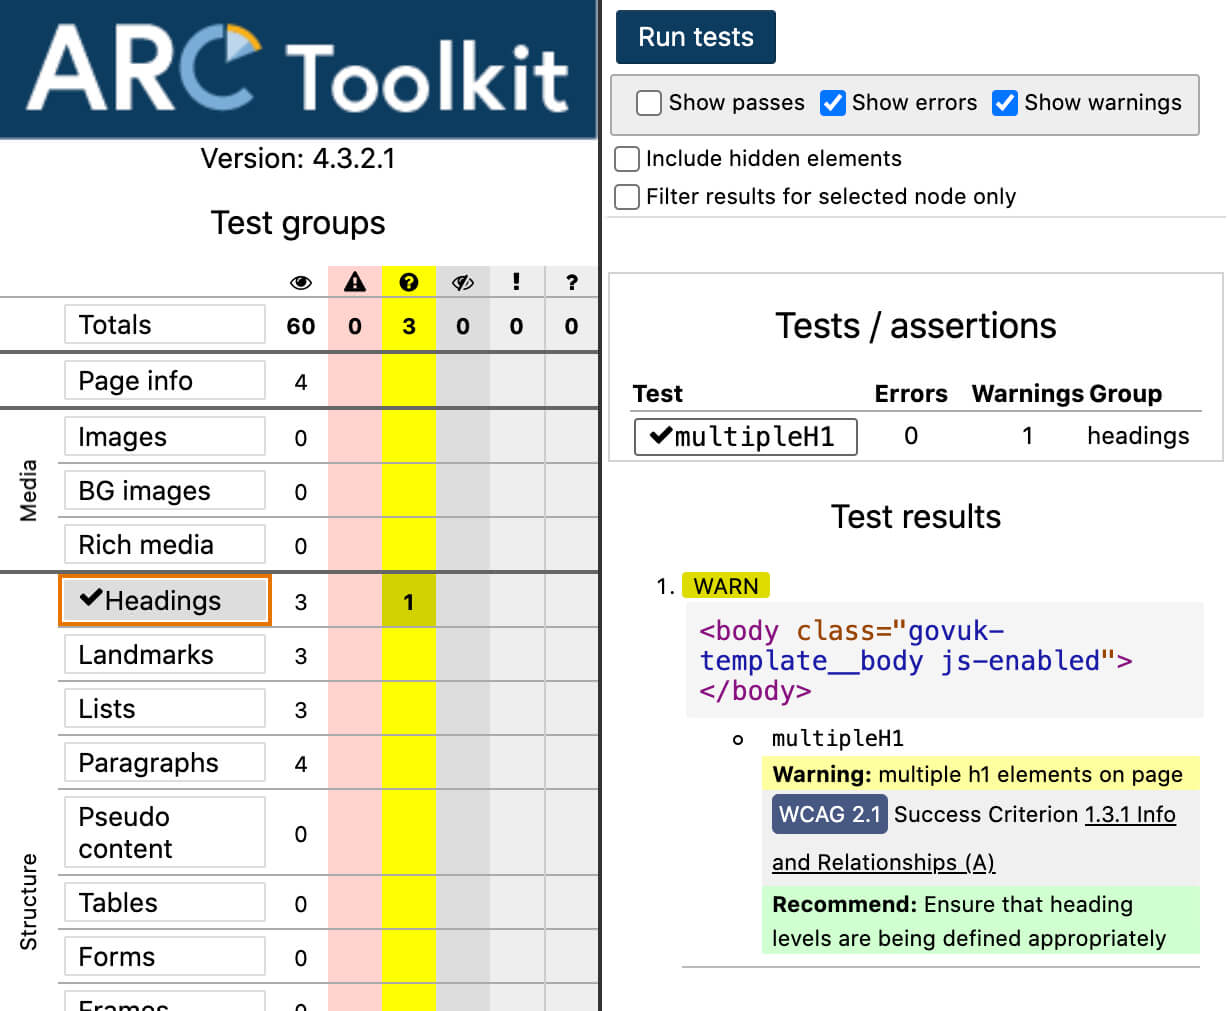 ARC Toolkit
Version: 4.3.2.1
Test groups
Totals 60 0 3 0 0 0
Page info 4
Media
Images 0
BG images 0
Rich media 0
Structure
Headings 3 1
Landmarks 3
Lists 3
Paragraphs 4
Pseudo
content 0
Tables 0
Forms 0
Frames 0
Run tests
Show passes Show errors Show warnings
Include hidden elements
Filter results for selected node only
Tests / assertions
Test Errors Warnings Group
multipleH1 0 1 headings
Test results
1. WARN
<body class="govuk-
template__body js-enabled">
</body>
multipleH1
Warning: multiple h1 elements on page
WCAG 2.1 Success Criterion 1.3.1 Info
and Relationships (A)
Recommend: Ensure that heading
levels are being defined appropriately